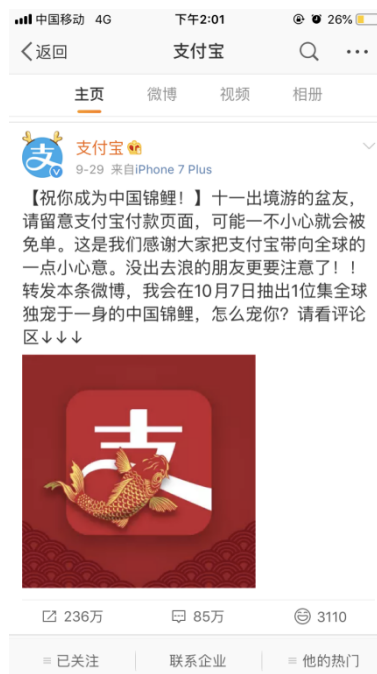 中国移动 4G 下午2:01 26%
返回 支付宝
主页 微博 视频 相册
支付宝
9-29 来自iPhone 7 Plus
【祝你成为中国锦鲤！】十一出境游的盆友，
请留意支付宝付款页面，可能一不小心就会被
免单。这是我们感谢大家把支付宝带向全球的
一点小心意。没出去浪的朋友更要注意了！！
转发本条微博，我会在10月7日抽出1位集全球
独宠于一身的中国锦鲤，怎么宠你？请看评论
区↓↓↓
支
236万 85万 3110
已关注 联系企业 他的热门